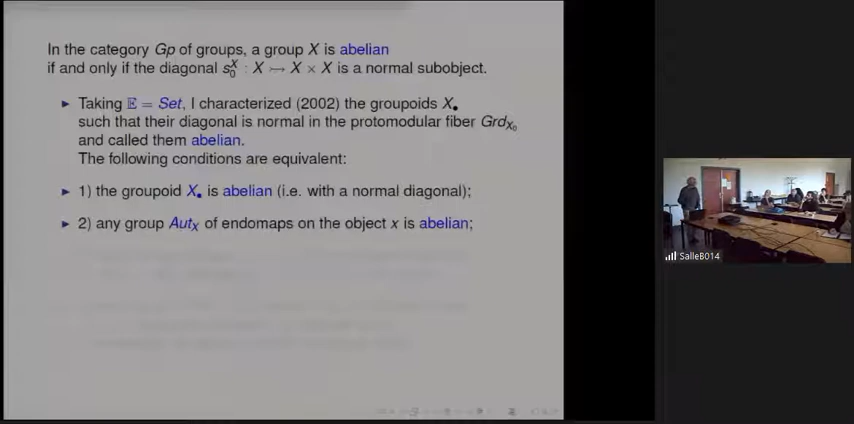 In the category Gp of groups, a group X is abelian
if and only if the diagonal s₀ˣ : X ↣ X × X is a normal subobject.
► Taking 𝔼 = Set, I characterized (2002) the groupoids X•
such that their diagonal is normal in the protomodular fiber Grd_X₀
and called them abelian.
The following conditions are equivalent:
► 1) the groupoid X• is abelian (i.e. with a normal diagonal);
► 2) any group Aut_X of endomaps on the object x is abelian;
SalleB014